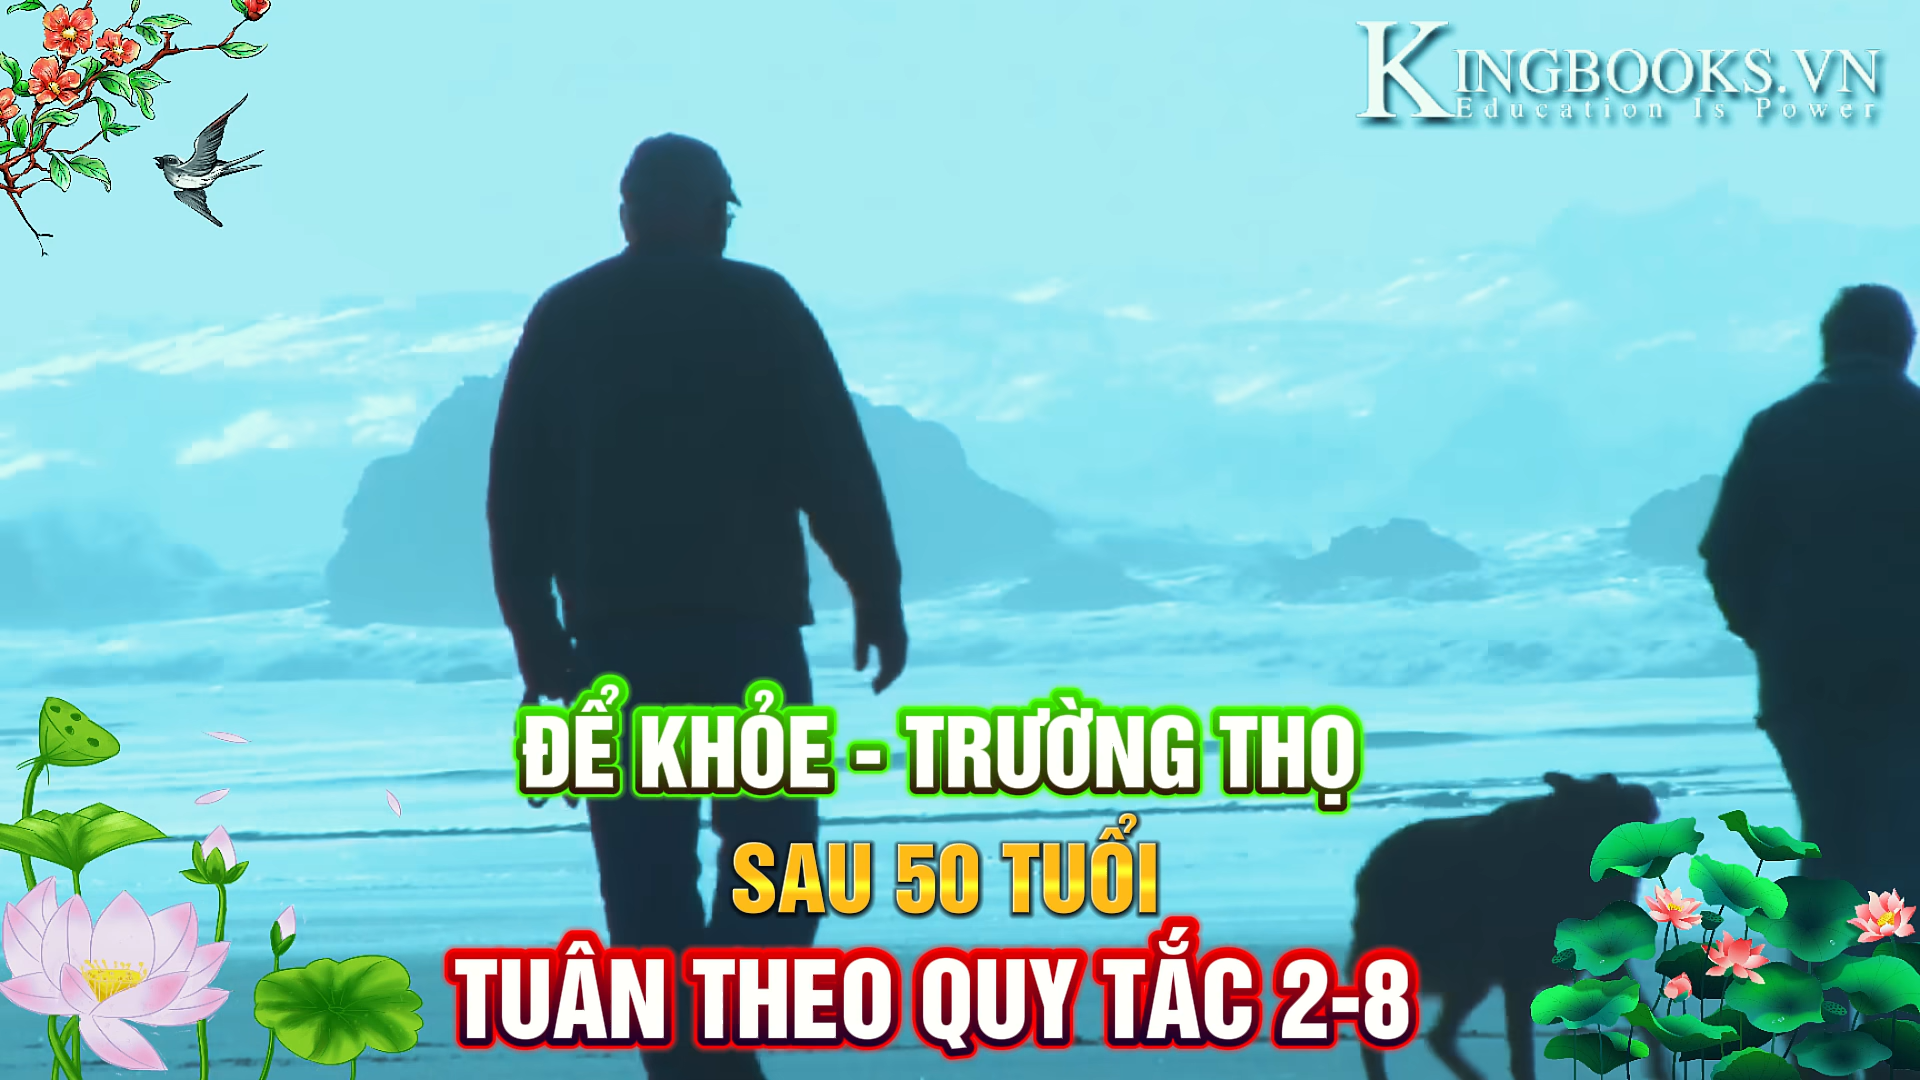 KINGBOOKS.VN
Education Is Power
ĐỂ KHỎE - TRƯỜNG THỌ
SAU 50 TUỔI
TUÂN THEO QUY TẮC 2-8